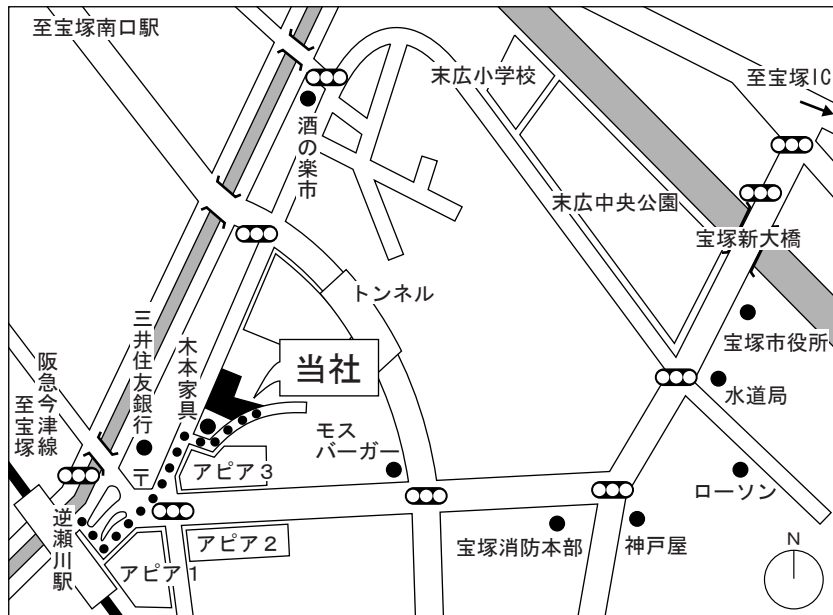 至宝塚南口駅
末広小学校
至宝塚IC
酒の楽市
末広中央公園
宝塚新大橋
トンネル
宝塚市役所
水道局
当社
木本家具
三井住友銀行
阪急今津線
至宝塚
モス
バーガー
アピア3
〒
ローソン
逆瀬川駅
アピア2
アピア1
宝塚消防本部
神戸屋
N